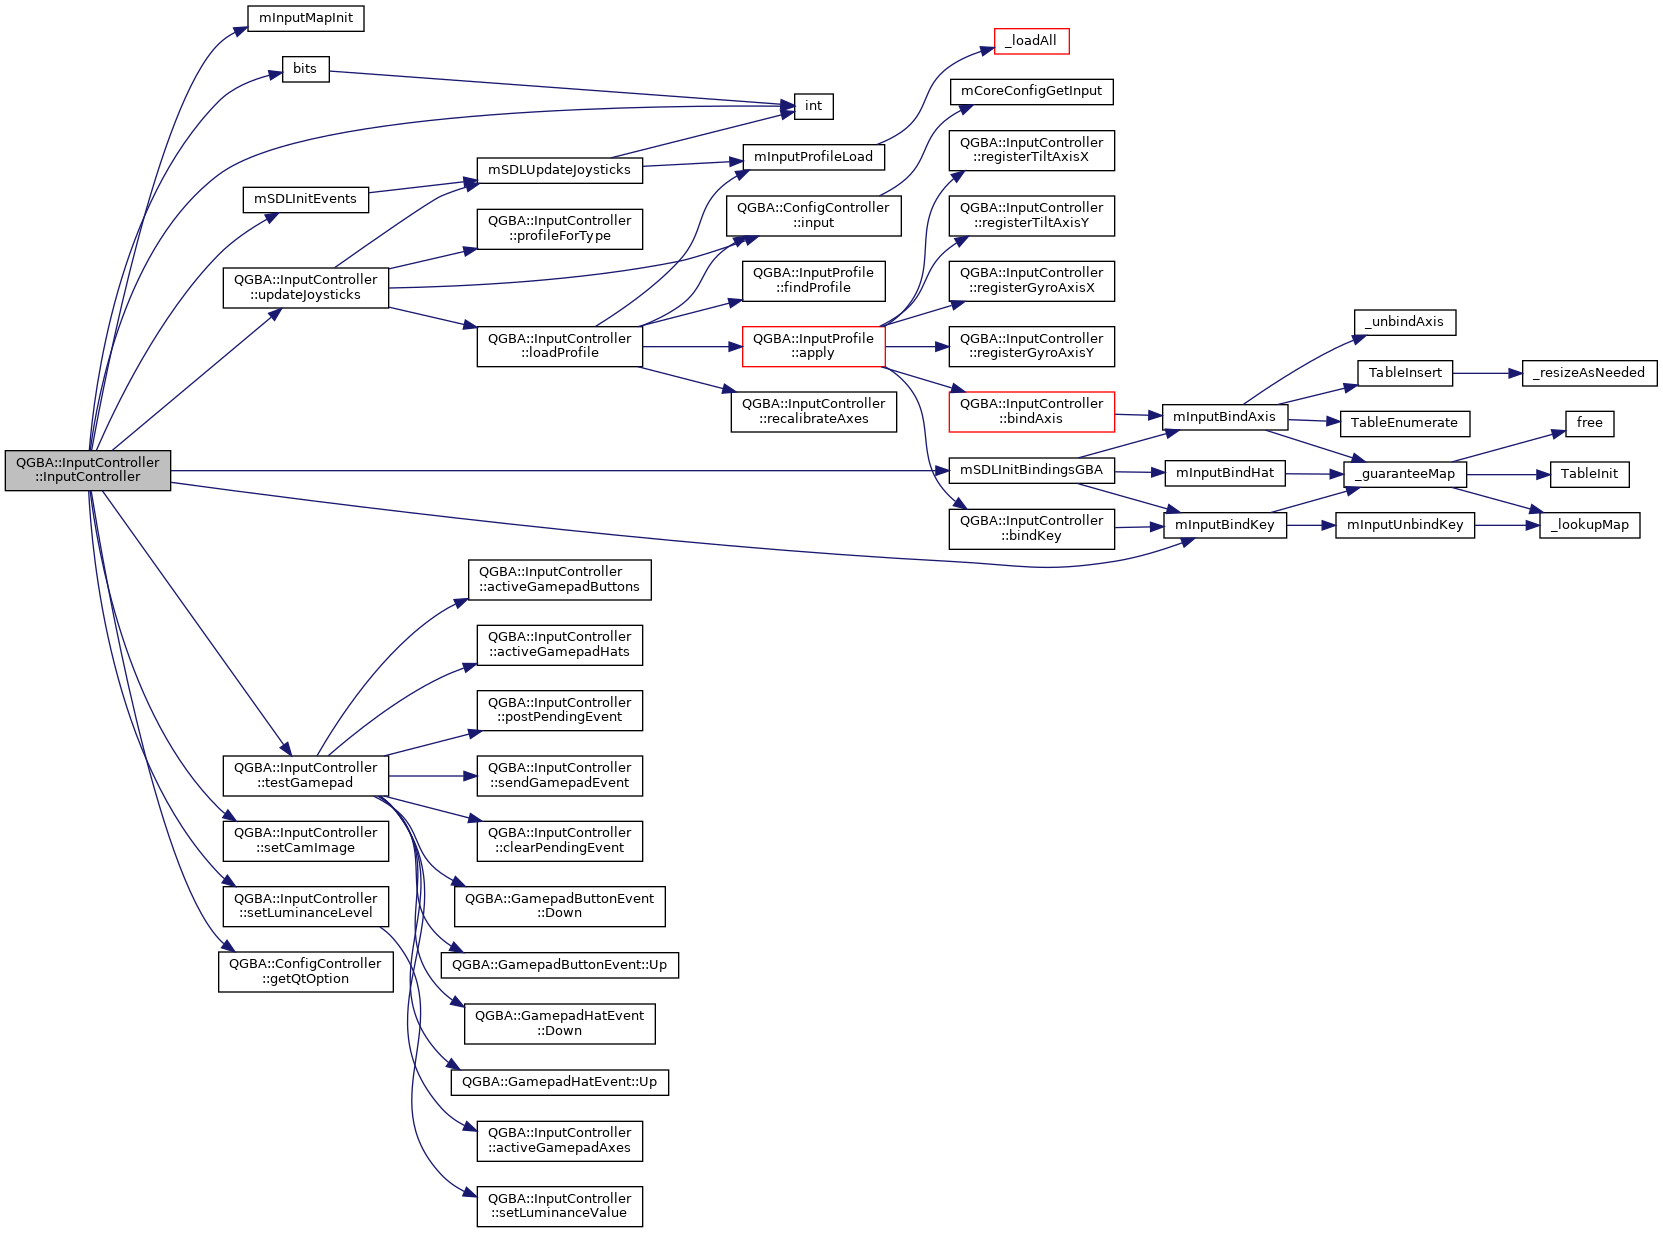 mInputMapInit
_loadAll
bits
mCoreConfigGetInput
int
QGBA::InputController
::registerTiltAxisX
mInputProfileLoad
mSDLUpdateJoysticks
mSDLInitEvents
QGBA::ConfigController
::input
QGBA::InputController
::registerTiltAxisY
QGBA::InputController
::profileForType
QGBA::InputController
::updateJoysticks
QGBA::InputProfile
::findProfile
QGBA::InputController
::registerGyroAxisX
_unbindAxis
QGBA::InputController
::loadProfile
QGBA::InputProfile
::apply
QGBA::InputController
::registerGyroAxisY
TableInsert
_resizeAsNeeded
QGBA::InputController
::recalibrateAxes
QGBA::InputController
::bindAxis
mInputBindAxis
TableEnumerate
free
QGBA::InputController
::InputController
mSDLInitBindingsGBA
mInputBindHat
_guaranteeMap
TableInit
QGBA::InputController
::bindKey
mInputBindKey
mInputUnbindKey
_lookupMap
QGBA::InputController
::activeGamepadButtons
QGBA::InputController
::activeGamepadHats
QGBA::InputController
::postPendingEvent
QGBA::InputController
::testGamepad
QGBA::InputController
::sendGamepadEvent
QGBA::InputController
::setCamImage
QGBA::InputController
::clearPendingEvent
QGBA::InputController
::setLuminanceLevel
QGBA::GamepadButtonEvent
::Down
QGBA::ConfigController
::getQtOption
QGBA::GamepadButtonEvent::Up
QGBA::GamepadHatEvent
::Down
QGBA::GamepadHatEvent::Up
QGBA::InputController
::activeGamepadAxes
QGBA::InputController
::setLuminanceValue